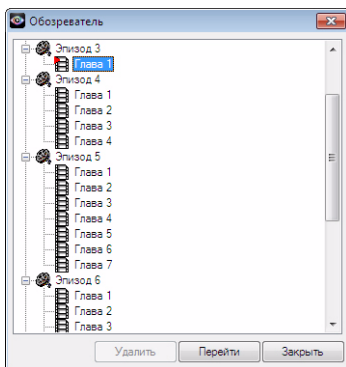 Обозреватель
Эпизод 3
Глава 1
Эпизод 4
Глава 1
Глава 2
Глава 3
Глава 4
Эпизод 5
Глава 1
Глава 2
Глава 3
Глава 4
Глава 5
Глава 6
Глава 7
Эпизод 6
Глава 1
Глава 2
Глава 3
Удалить Перейти Закрыть